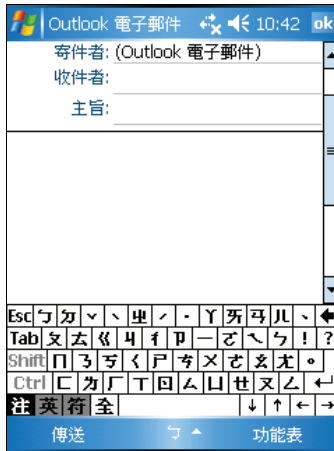 Outlook 電子郵件 10:42 ok
寄件者: (Outlook 電子郵件)
收件者:
主旨:
Esc ㄅ ㄉ ˇ ˋ ㄓ ˊ ˙ ㄚ ㄞ ㄢ ㄦ 、
Tab ㄆ ㄊ ㄍ ㄐ ㄔ ㄗ ㄧ ㄛ ㄟ ㄣ ! ?
Shift ㄇ ㄋ ㄎ ㄑ ㄕ ㄘ ㄨ ㄜ ㄠ ㄤ 。
Ctrl ㄈ ㄌ ㄏ ㄒ ㄖ ㄙ ㄩ ㄝ ㄡ ㄥ ↵
注 英 符 全 ↓ ↑ ← →
傳送 ㄅ 功能表